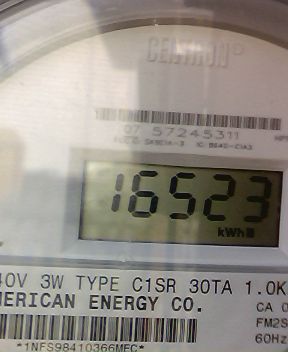 CENTRON®
07 57245311
16523
kWh
40V 3W TYPE C1SR 30TA 1.0K
MERICAN ENERGY CO.
CA 0
FM2S
60Hz
*1NFS98410366MEC*